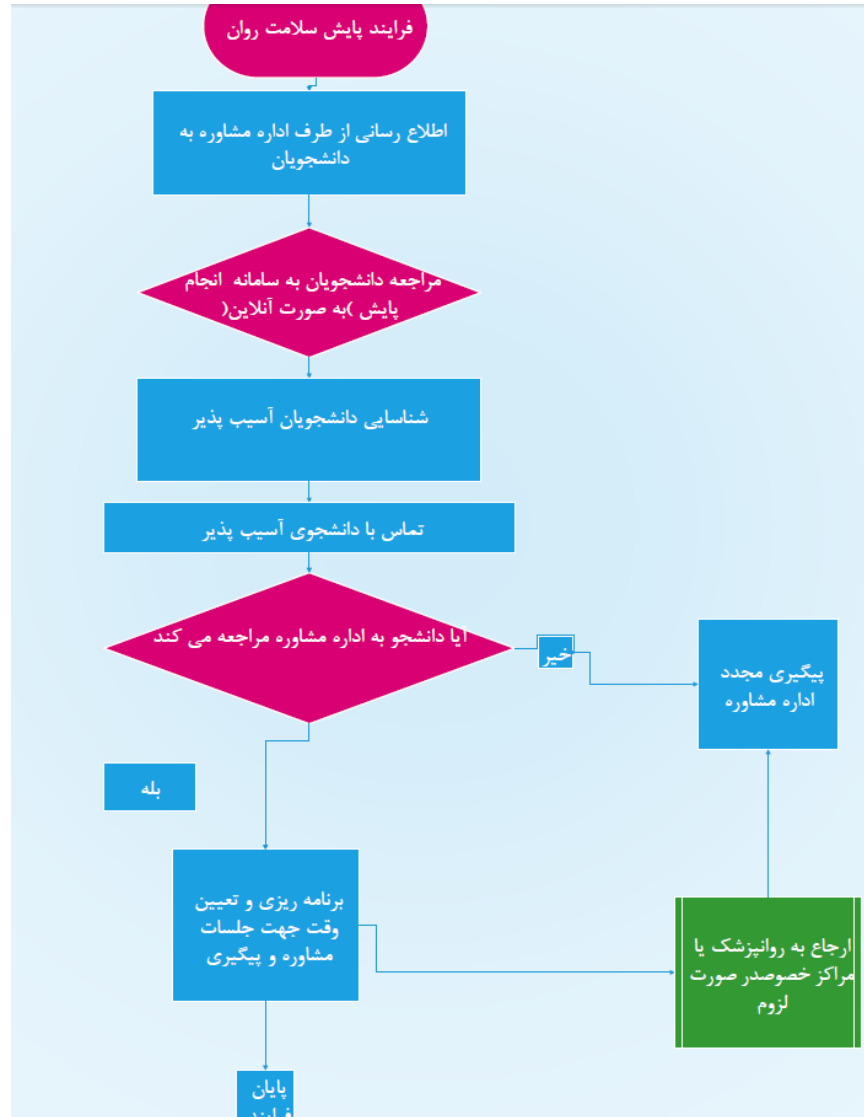 فرایند پایش سلامت روان
اطلاع رسانی از طرف اداره مشاوره به
دانشجویان
مراجعه دانشجویان به سامانه انجام
پایش )به صورت آنلاین(
شناسایی دانشجویان آسیب پذیر
تماس با دانشجوی آسیب پذیر
آیا دانشجو به اداره مشاوره مراجعه می کند
خیر
پیگیری مجدد
اداره مشاوره
بله
برنامه ریزی و تعیین
وقت جهت جلسات
مشاوره و پیگیری
ارجاع به روانپزشک یا
مراکز خصوصدر صورت
لزوم
پایان
فرایند